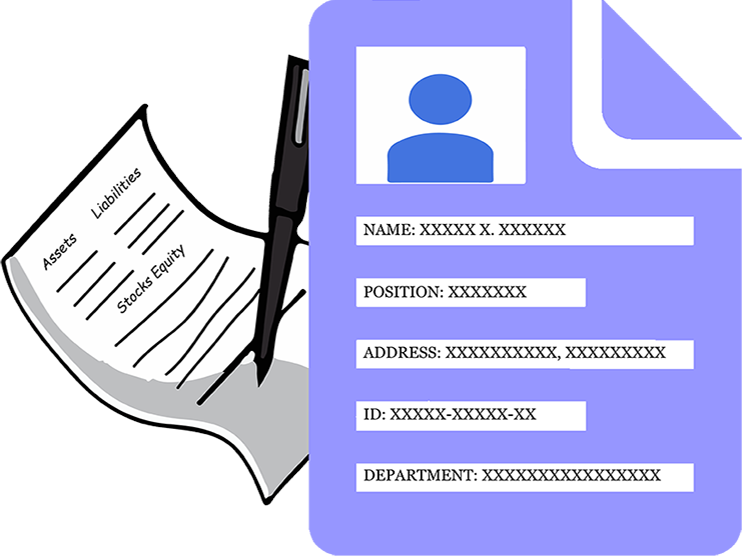 Assets
Liabilities
Stocks Equity
NAME: XXXXX X. XXXXXX
POSITION: XXXXXXX
ADDRESS: XXXXXXXXXX, XXXXXXXXX
ID: XXXXX-XXXXX-XX
DEPARTMENT: XXXXXXXXXXXXXXXX